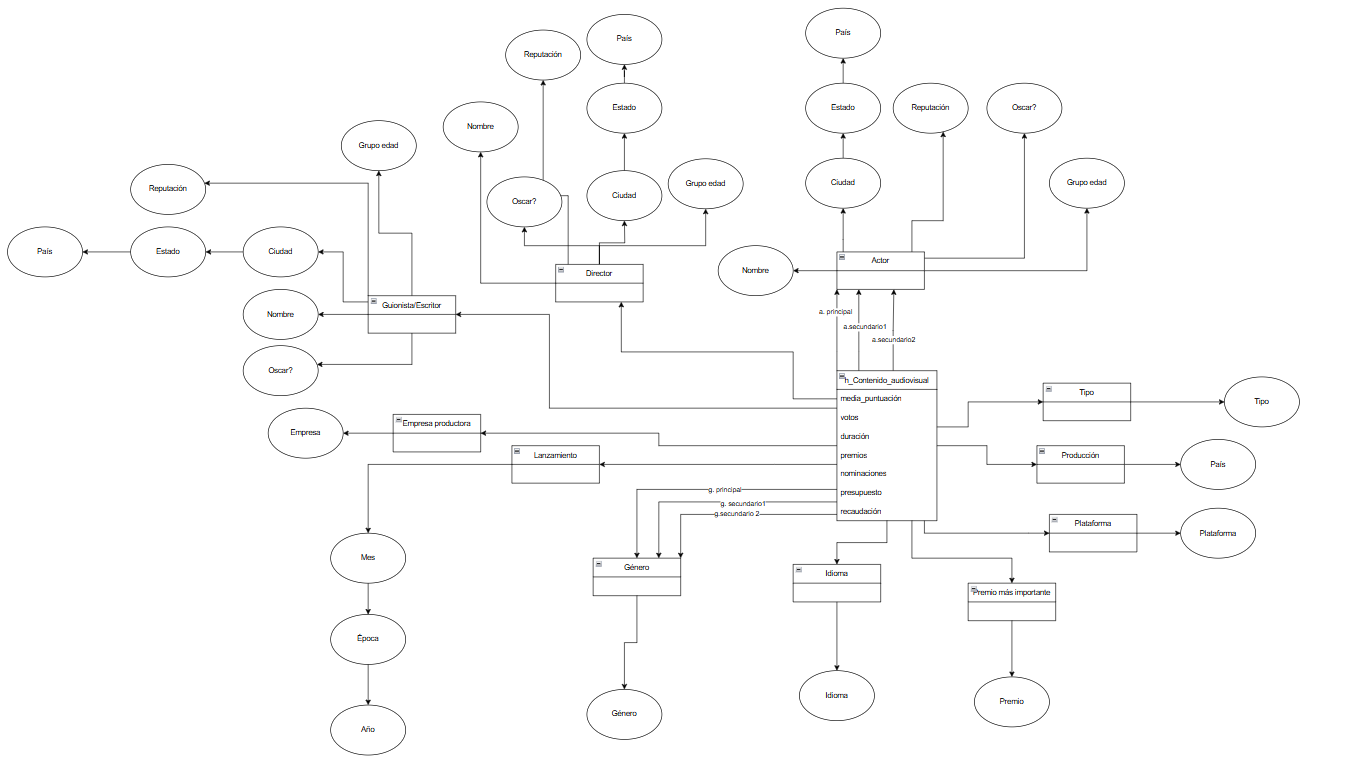 País
País
Reputación
Estado
Estado
Reputación
Oscar?
Nombre
Grupo edad
Ciudad
Grupo edad
Grupo edad
Reputación
Oscar?
Ciudad
País
Estado
Ciudad
Actor
Nombre
Director
Guionista/Escritor
Nombre
a. principal
a.secundario1
a.secundario2
Oscar?
h_Contenido_audiovisual
media_puntuación
votos
duración
premios
nominaciones
presupuesto
recaudación
Tipo
Tipo
Empresa productora
Empresa
Lanzamiento
Producción
País
g. principal
g. secundario1
g.secundario 2
Plataforma
Plataforma
Mes
Género
Idioma
Premio más importante
Época
Año
Género
Idioma
Premio